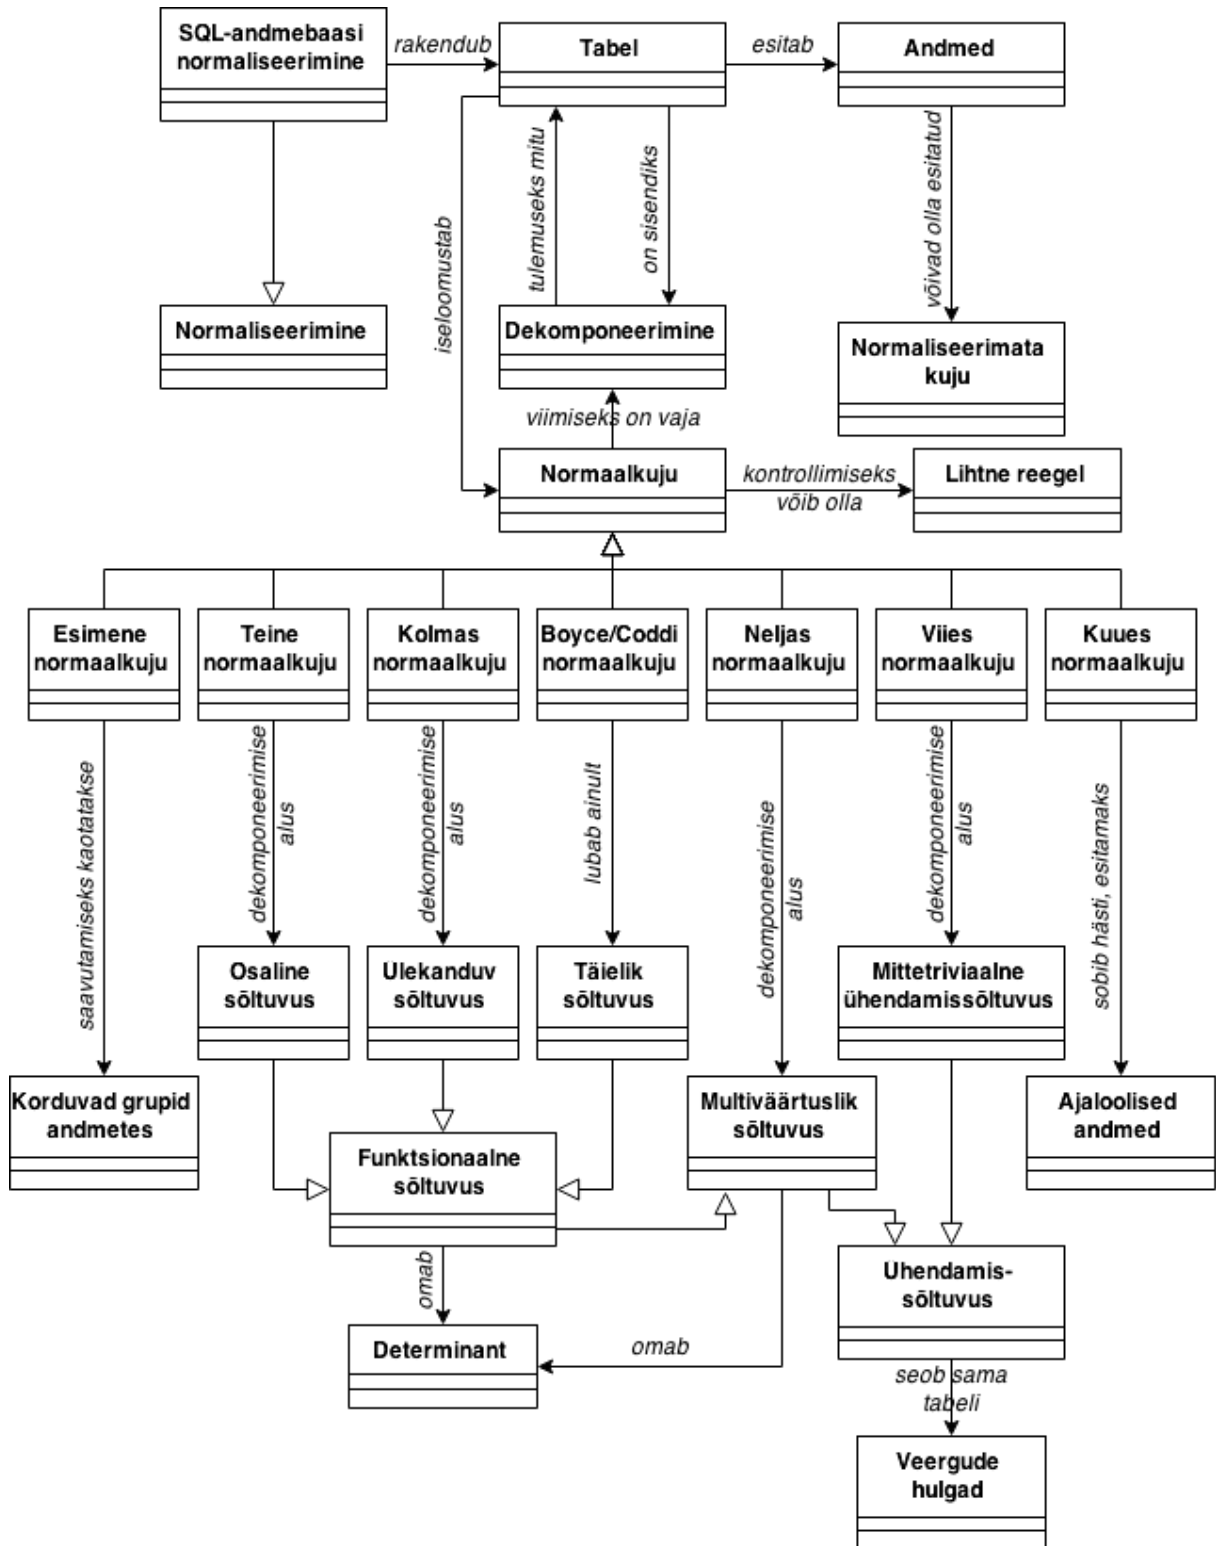 SQL-andmebaasi
normaliseerimine
rakendub
Tabel
esitab
Andmed
iseloomustab
tulemuseks mitu
on sisendiks
võivad olla esitatud
Normaliseerimine
Dekomponeerimine
Normaliseerimata
kuju
viimiseks on vaja
Normaalkuju
kontrollimiseks
võib olla
Lihtne reegel
Esimene
normaalkuju
Teine
normaalkuju
Kolmas
normaalkuju
Boyce/Coddi
normaalkuju
Neljas
normaalkuju
Viies
normaalkuju
Kuues
normaalkuju
saavutamiseks kaotatakse
dekomponeerimise
alus
dekomponeerimise
alus
lubab ainult
dekomponeerimise
alus
dekomponeerimise
alus
sobib hästi, esitamaks
Osaline
sõltuvus
Ülekanduv
sõltuvus
Täielik
sõltuvus
Mittetriviaalne
ühendamissõltuvus
Korduvad grupid
andmetes
Multiväärtuslik
sõltuvus
Ajaloolised
andmed
Funktsionaalne
sõltuvus
omab
Ühendamis-
sõltuvus
Determinant
omab
seob sama
tabeli
Veergude
hulgad